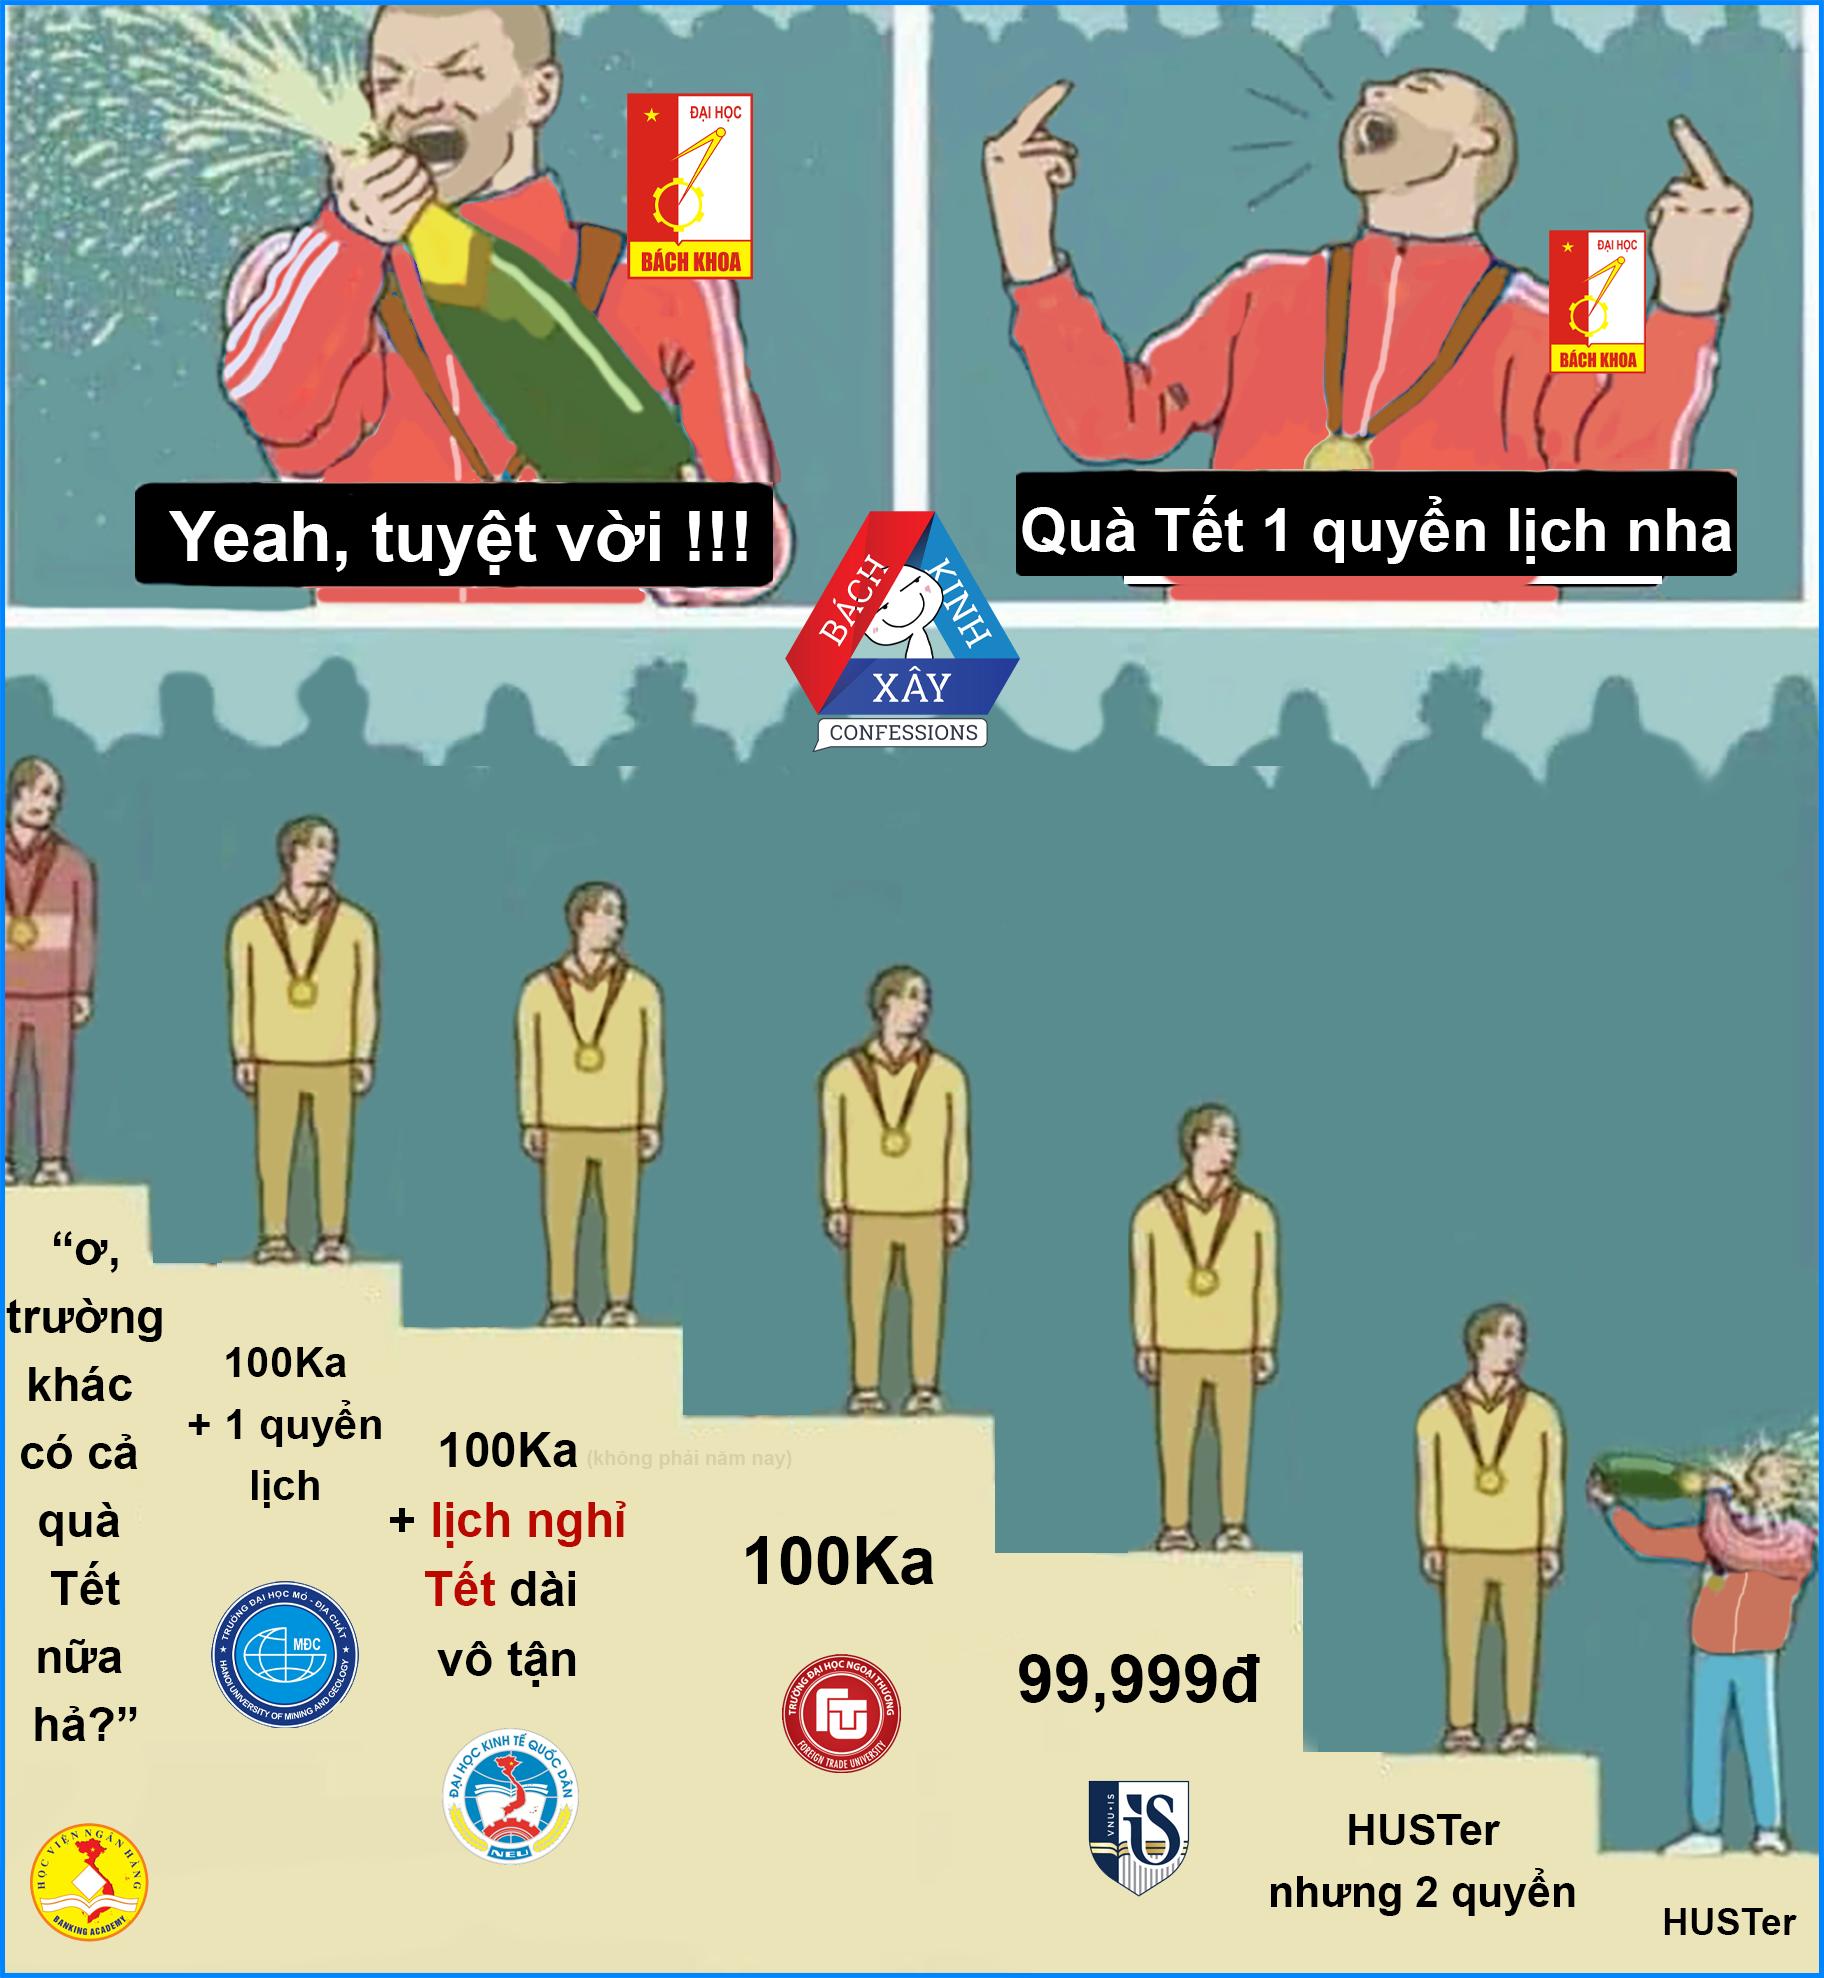 ĐẠI HỌC
BÁCH KHOA
ĐẠI HỌC
BÁCH KHOA
Yeah, tuyệt vời !!!
Quà Tết 1 quyển lịch nha
BÁCH
KINH
XÂY
CONFESSIONS
“ơ,
trường
khác
có cả
quà
Tết
nữa
hả?”
HỌC VIỆN NGÂN HÀNG
BANKING ACADEMY
100Ka
+ 1 quyển
lịch
TRƯỜNG ĐẠI HỌC MỎ - ĐỊA CHẤT
MĐC
HANOI UNIVERSITY OF MINING AND GEOLOGY
100Ka (không phải năm nay)
+ lịch nghỉ
Tết dài
vô tận
ĐẠI HỌC KINH TẾ QUỐC DÂN
NEU
100Ka
TRƯỜNG ĐẠI HỌC NGOẠI THƯƠNG
FTU
FOREIGN TRADE UNIVERSITY
99,999đ
VNU-IS
iS
HUSTer
nhưng 2 quyển
HUSTer